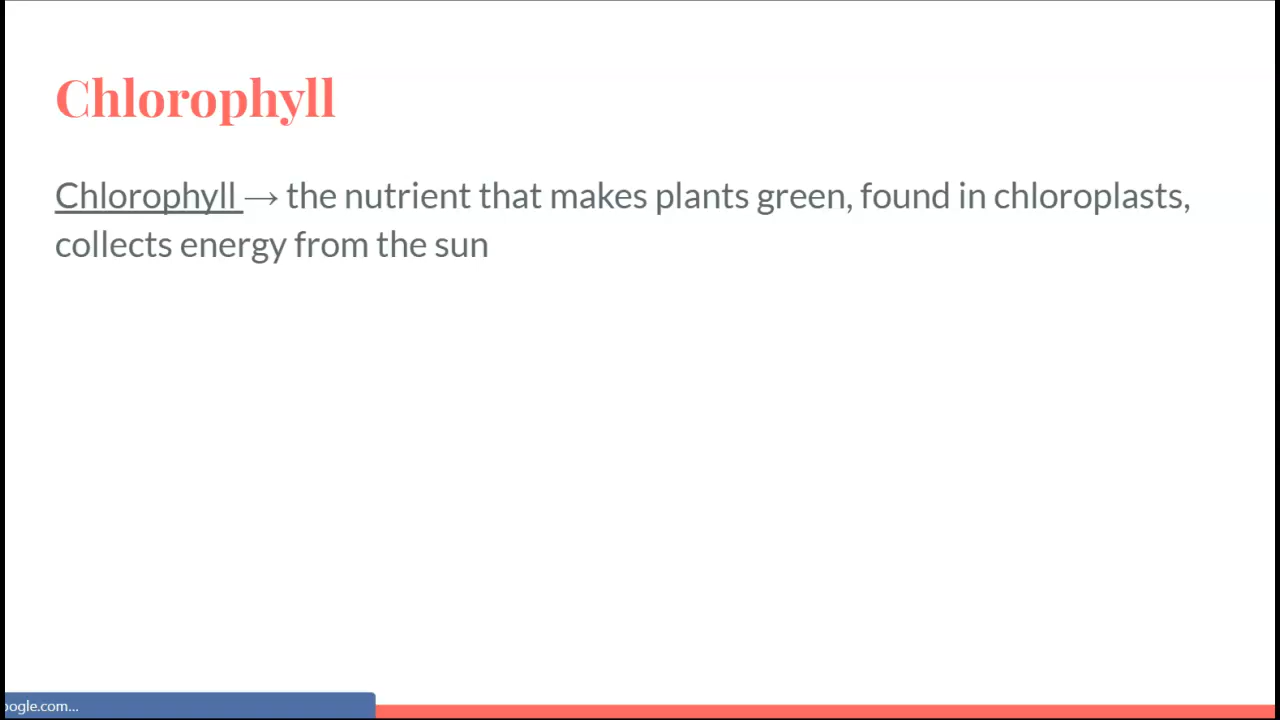 Chlorophyll
Chlorophyll → the nutrient that makes plants green, found in chloroplasts,
collects energy from the sun
oogle.com...